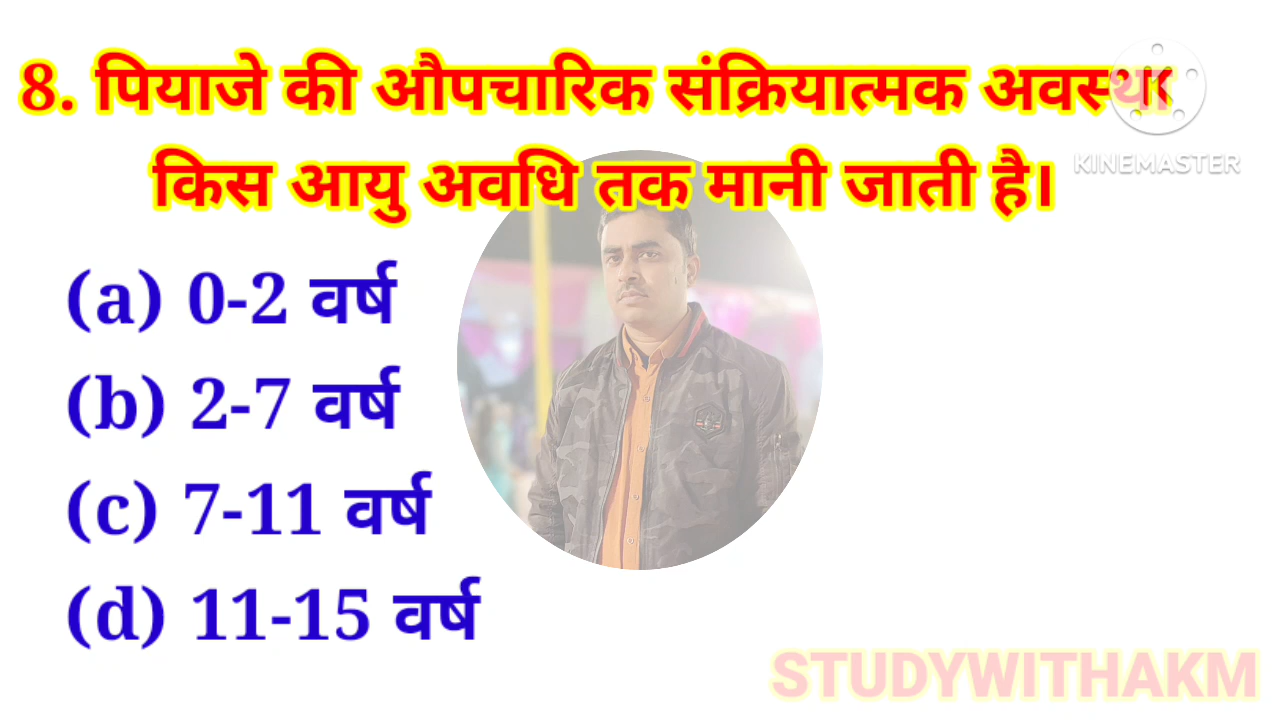 8. पियाजे की औपचारिक संक्रियात्मक अवस्था
KINEMASTER
किस आयु अवधि तक मानी जाती है।
(a) 0-2 वर्ष
(b) 2-7 वर्ष
(c) 7-11 वर्ष
(d) 11-15 वर्ष
STUDYWITHAKM